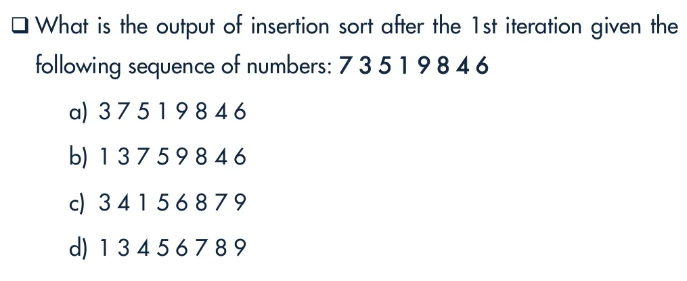 ❑ What is the output of insertion sort after the 1st iteration given the
following sequence of numbers: 7 3 5 1 9 8 4 6
a) 3 7 5 1 9 8 4 6
b) 1 3 7 5 9 8 4 6
c) 3 4 1 5 6 8 7 9
d) 1 3 4 5 6 7 8 9